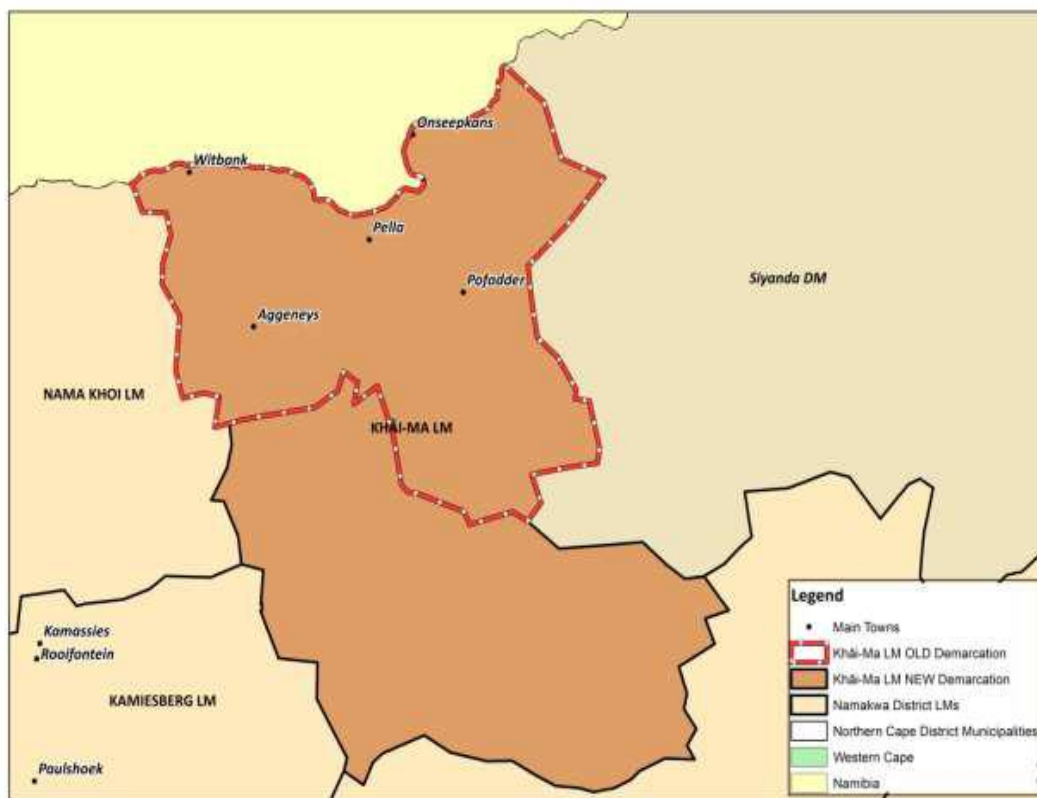 Onseepkans
Witbank
Pella
Pofadder
Siyanda DM
Aggeneys
NAMA KHOI LM
KHÂI-MA LM
Kamassies
Rooifontein
KAMIESBERG LM
Paulshoek
Legend
Main Towns
Khâi-Ma LM OLD Demarcation
Khâi-Ma LM NEW Demarcation
Namakwa District LMs
Northern Cape District Municipalities
Western Cape
Namibia